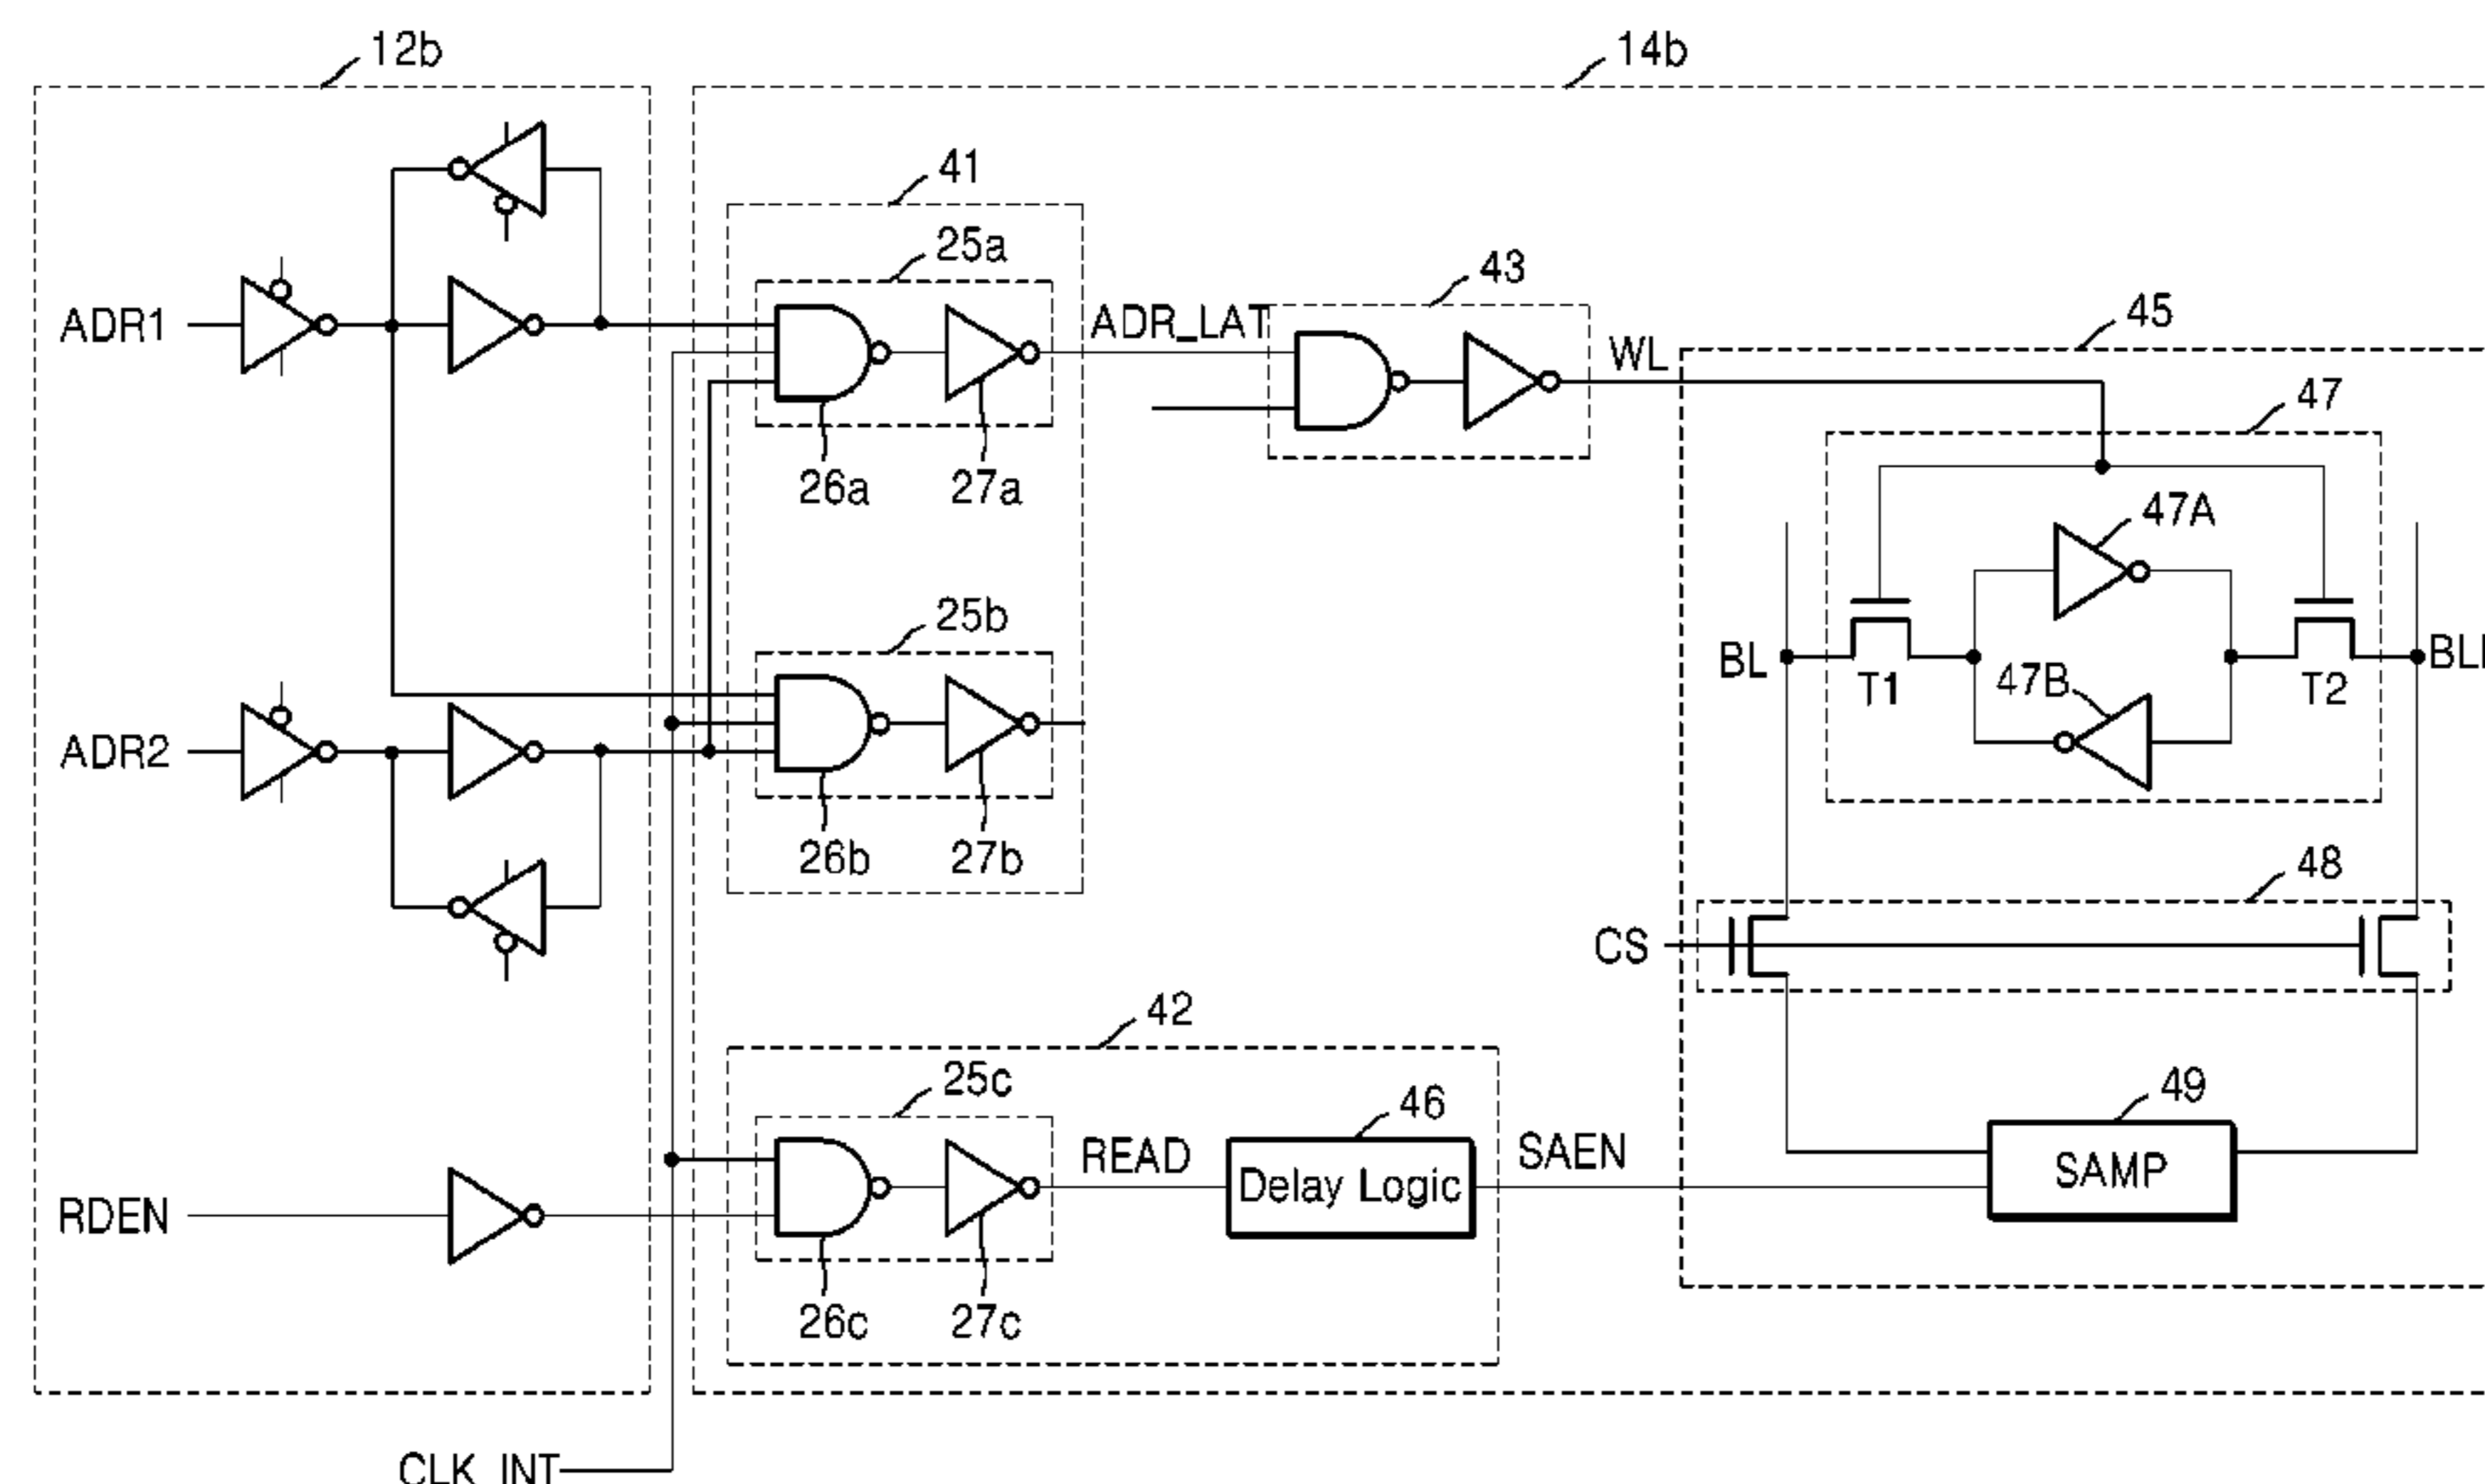 12b
14b
41
25a
43
ADR1
ADR_LAT
WL
45
47
26a
27a
47A
25b
BL
T1
47B
T2
ADR2
26b
27b
48
CS
42
25c
46
49
RDEN
READ
Delay Logic
SAEN
SAMP
26c
27c
CLK_INT